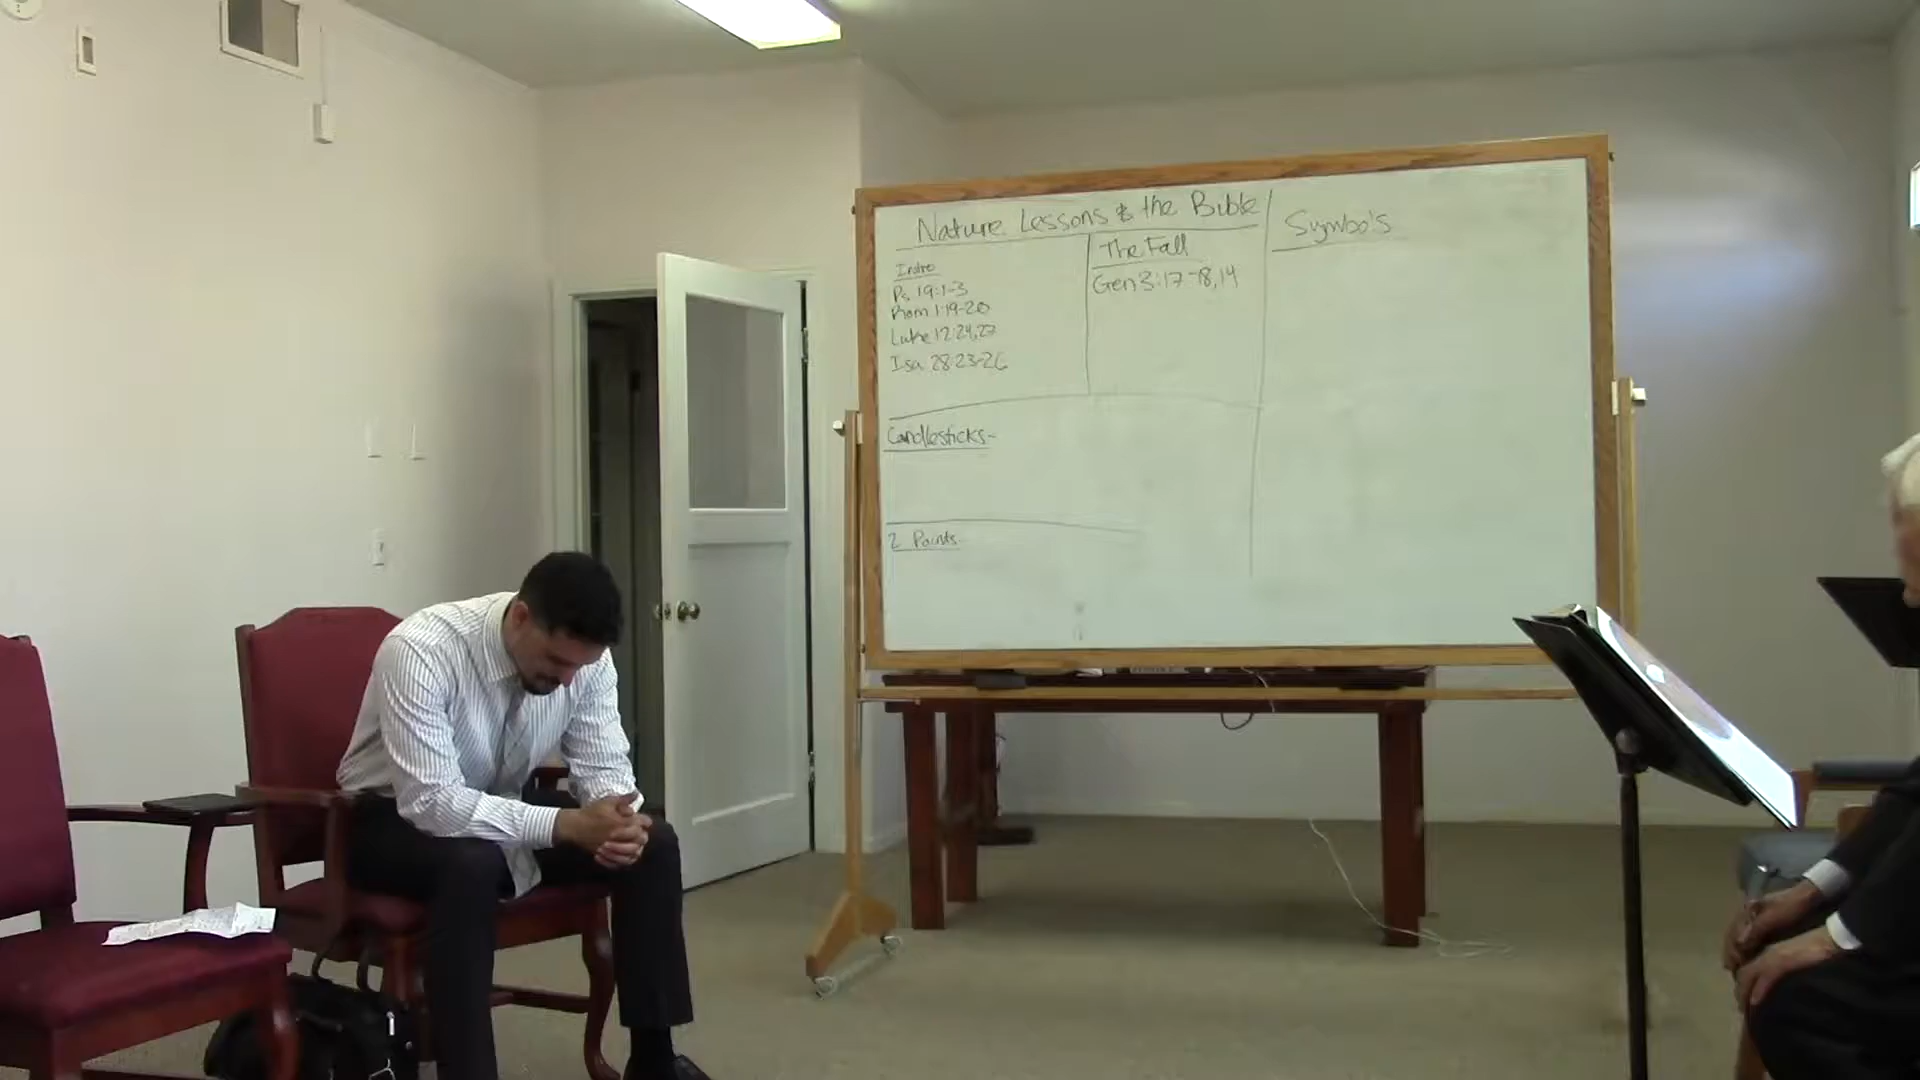 Nature Lessons & the Bible
Intro
Ps. 19:1-3
Rom 1:19-20
Luke 12:24,27
Isa. 28:23-26
The Fall
Gen 3:17-18,14
Symbols
Candlesticks-
2 Points-